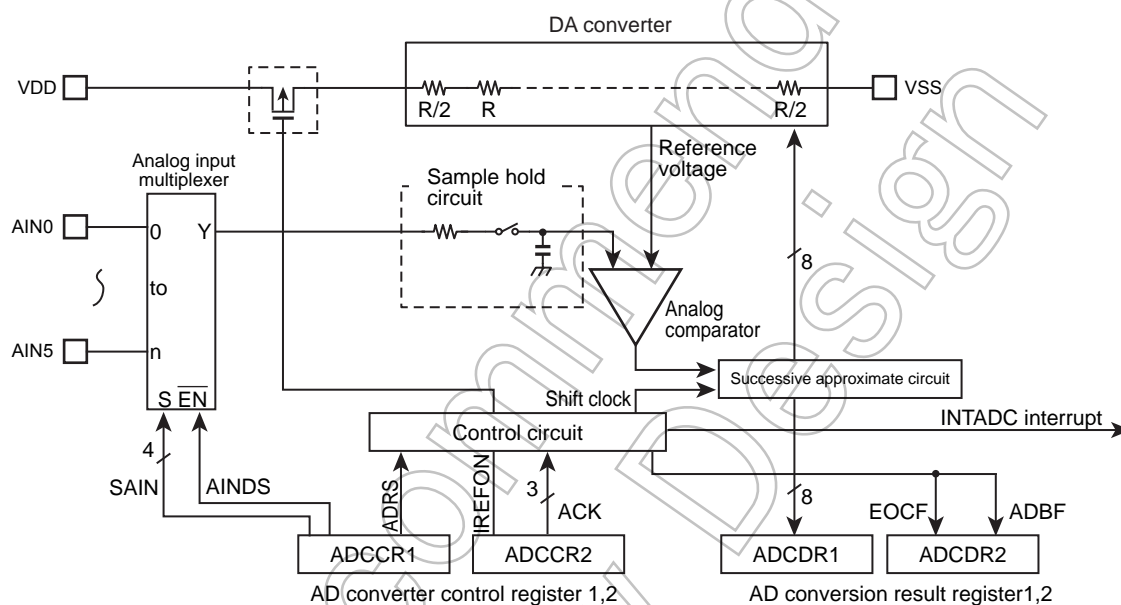 DA converter
VDD
R/2
R
R/2
VSS
Reference
voltage
Analog input
multiplexer
Sample hold
circuit
AIN0
0
Y
8
to
Analog
comparator
AIN5
n
Successive approximate circuit
S EN
Shift clock
INTADC interrupt
Control circuit
4
SAIN
AINDS
ADRS
IREFON
3
ACK
8
EOCF
ADBF
ADCCR1
ADCCR2
ADCDR1
ADCDR2
AD converter control register 1,2
AD conversion result register1,2